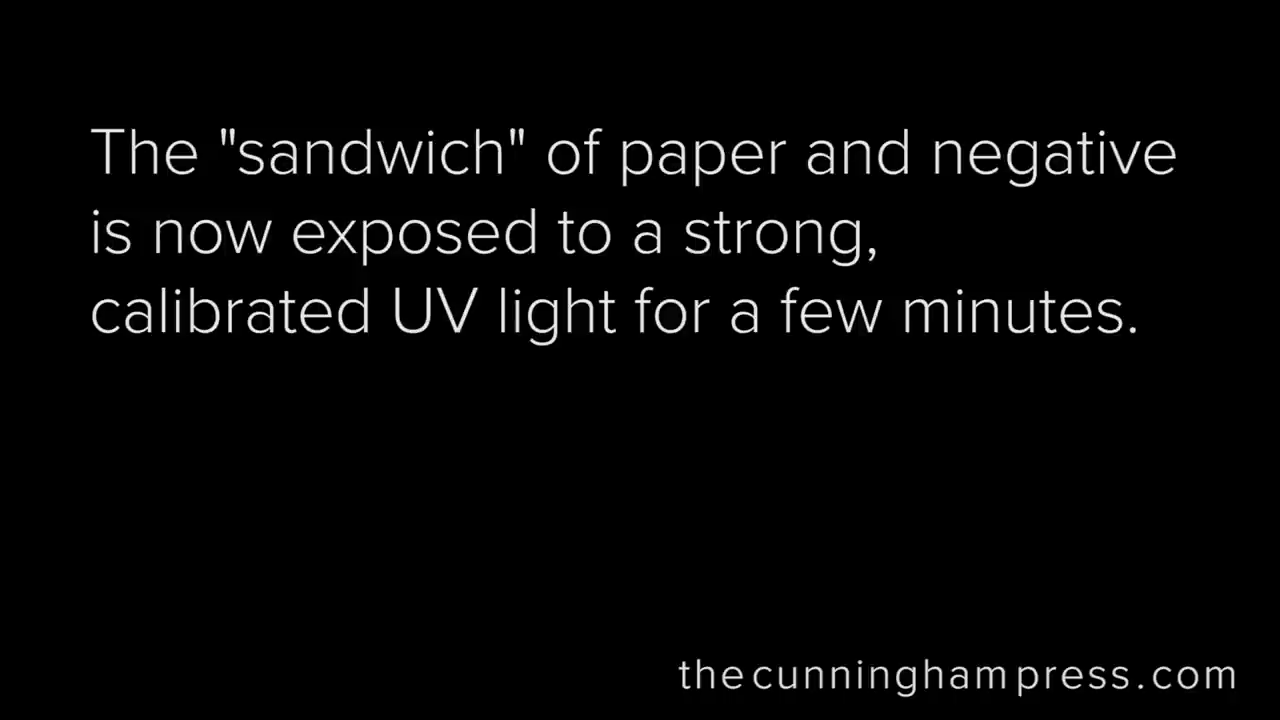 The "sandwich" of paper and negative
is now exposed to a strong,
calibrated UV light for a few minutes.
thecunninghampress.com